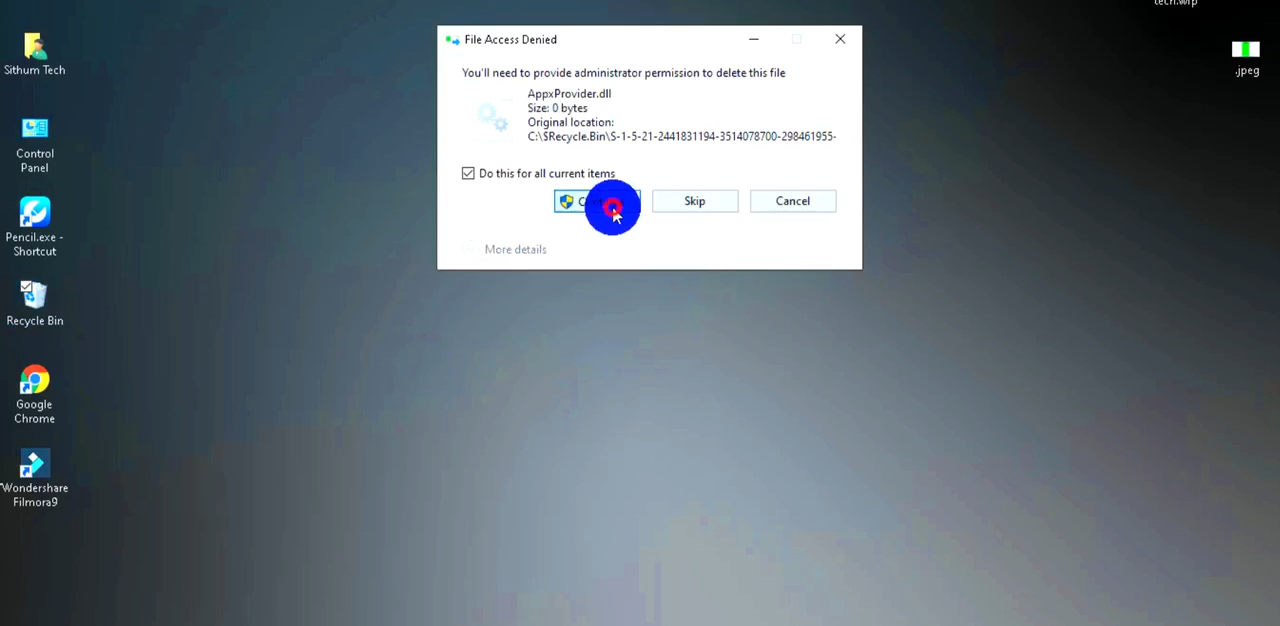 tech.wfp
Sithum Tech
Control
Panel
Pencil.exe -
Shortcut
Recycle Bin
Google
Chrome
Wondershare
Filmora9
File Access Denied
You'll need to provide administrator permission to delete this file
AppxProvider.dll
Size: 0 bytes
Original location:
C:\$Recycle.Bin\S-1-5-21-2441831194-3514078700-298461955-
Do this for all current items
Skip
Cancel
More details
.jpeg